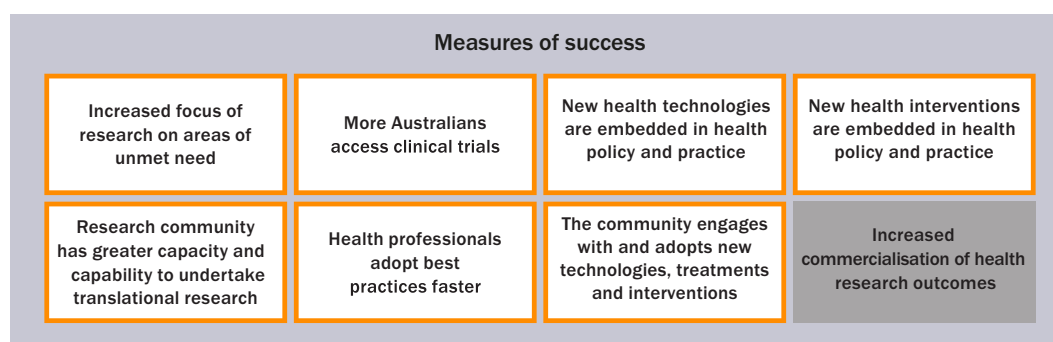 Measures of success
Increased focus of
research on areas of
unmet need
More Australians
access clinical trials
New health technologies
are embedded in health
policy and practice
New health interventions
are embedded in health
policy and practice
Research community
has greater capacity and
capability to undertake
translational research
Health professionals
adopt best
practices faster
The community engages
with and adopts new
technologies, treatments
and interventions
Increased
commercialisation of health
research outcomes